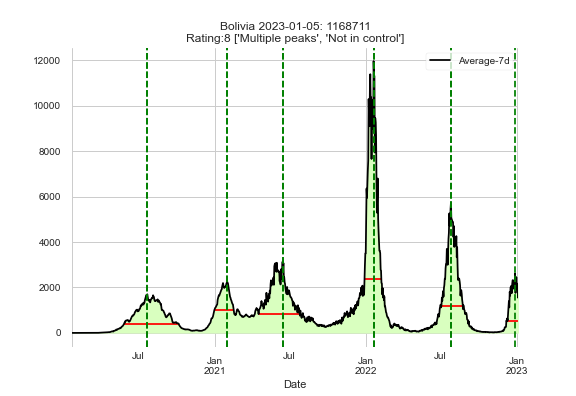 Bolivia 2023-01-05: 1168711
Rating:8 ['Multiple peaks', 'Not in control']
Average-7d
12000
10000
8000
6000
4000
2000
0
Jul
Jan
2021
Jul
Jan
2022
Jul
Jan
2023
Date